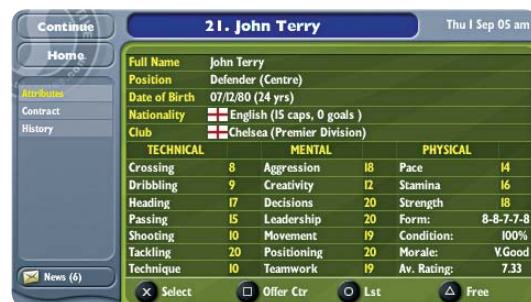 Continue
21. John Terry
Thu 1 Sep 05 am
Home
Attributes
Contract
History
Full Name John Terry
Position Defender (Centre)
Date of Birth 07/12/80 (24 yrs)
Nationality English (15 caps, 0 goals )
Club Chelsea (Premier Division)
TECHNICAL MENTAL PHYSICAL
Crossing 8 Aggression 18 Pace 14
Dribbling 9 Creativity 12 Stamina 16
Heading 17 Decisions 20 Strength 18
Passing 15 Leadership 20 Form: 8-8-7-7-8
Shooting 10 Movement 19 Condition: 100%
Tackling 20 Positioning 20 Morale: V.Good
Technique 10 Teamwork 19 Av. Rating: 7.33
News (6)
X Select Offer Ctr Lst Free